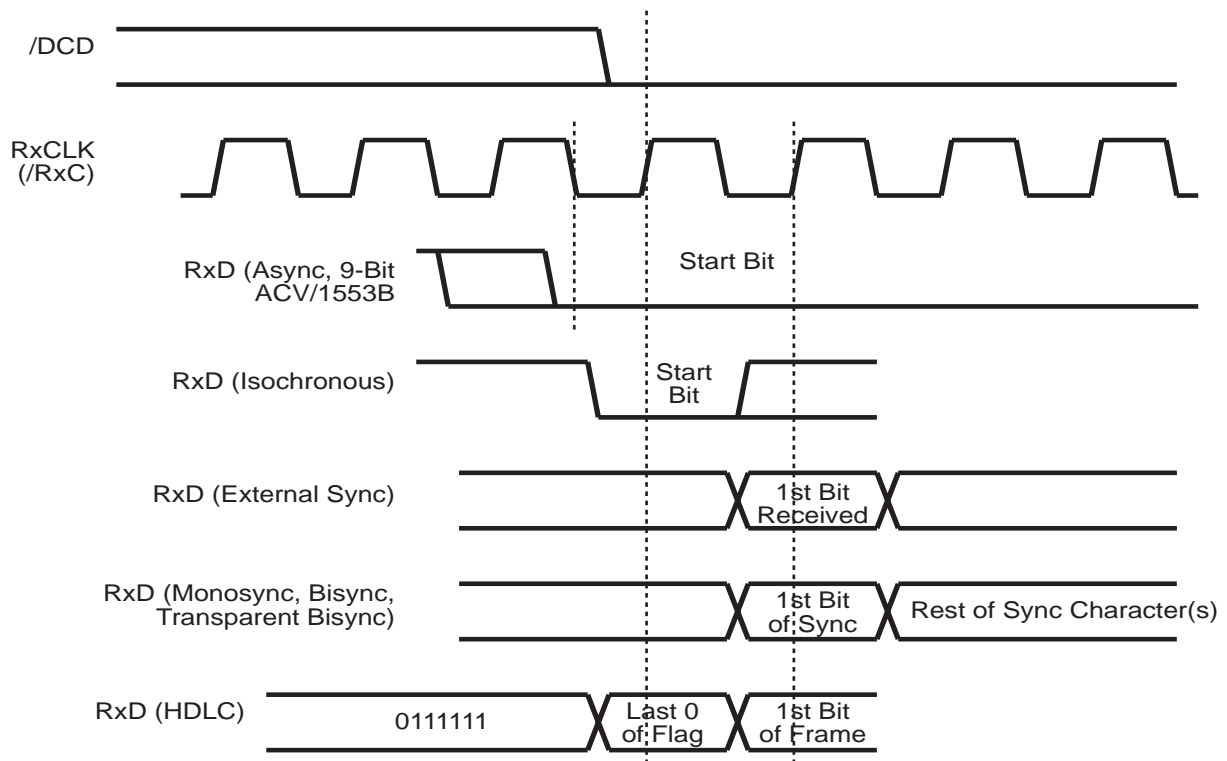 /DCD
RxCLK
(/RxC)
RxD (Async, 9-Bit
ACV/1553B
Start Bit
RxD (Isochronous)
Start
Bit
RxD (External Sync)
1st Bit
Received
RxD (Monosync, Bisync,
Transparent Bisync)
1st Bit
of Sync
Rest of Sync Character(s)
RxD (HDLC)
0111111
Last 0
of Flag
1st Bit
of Frame